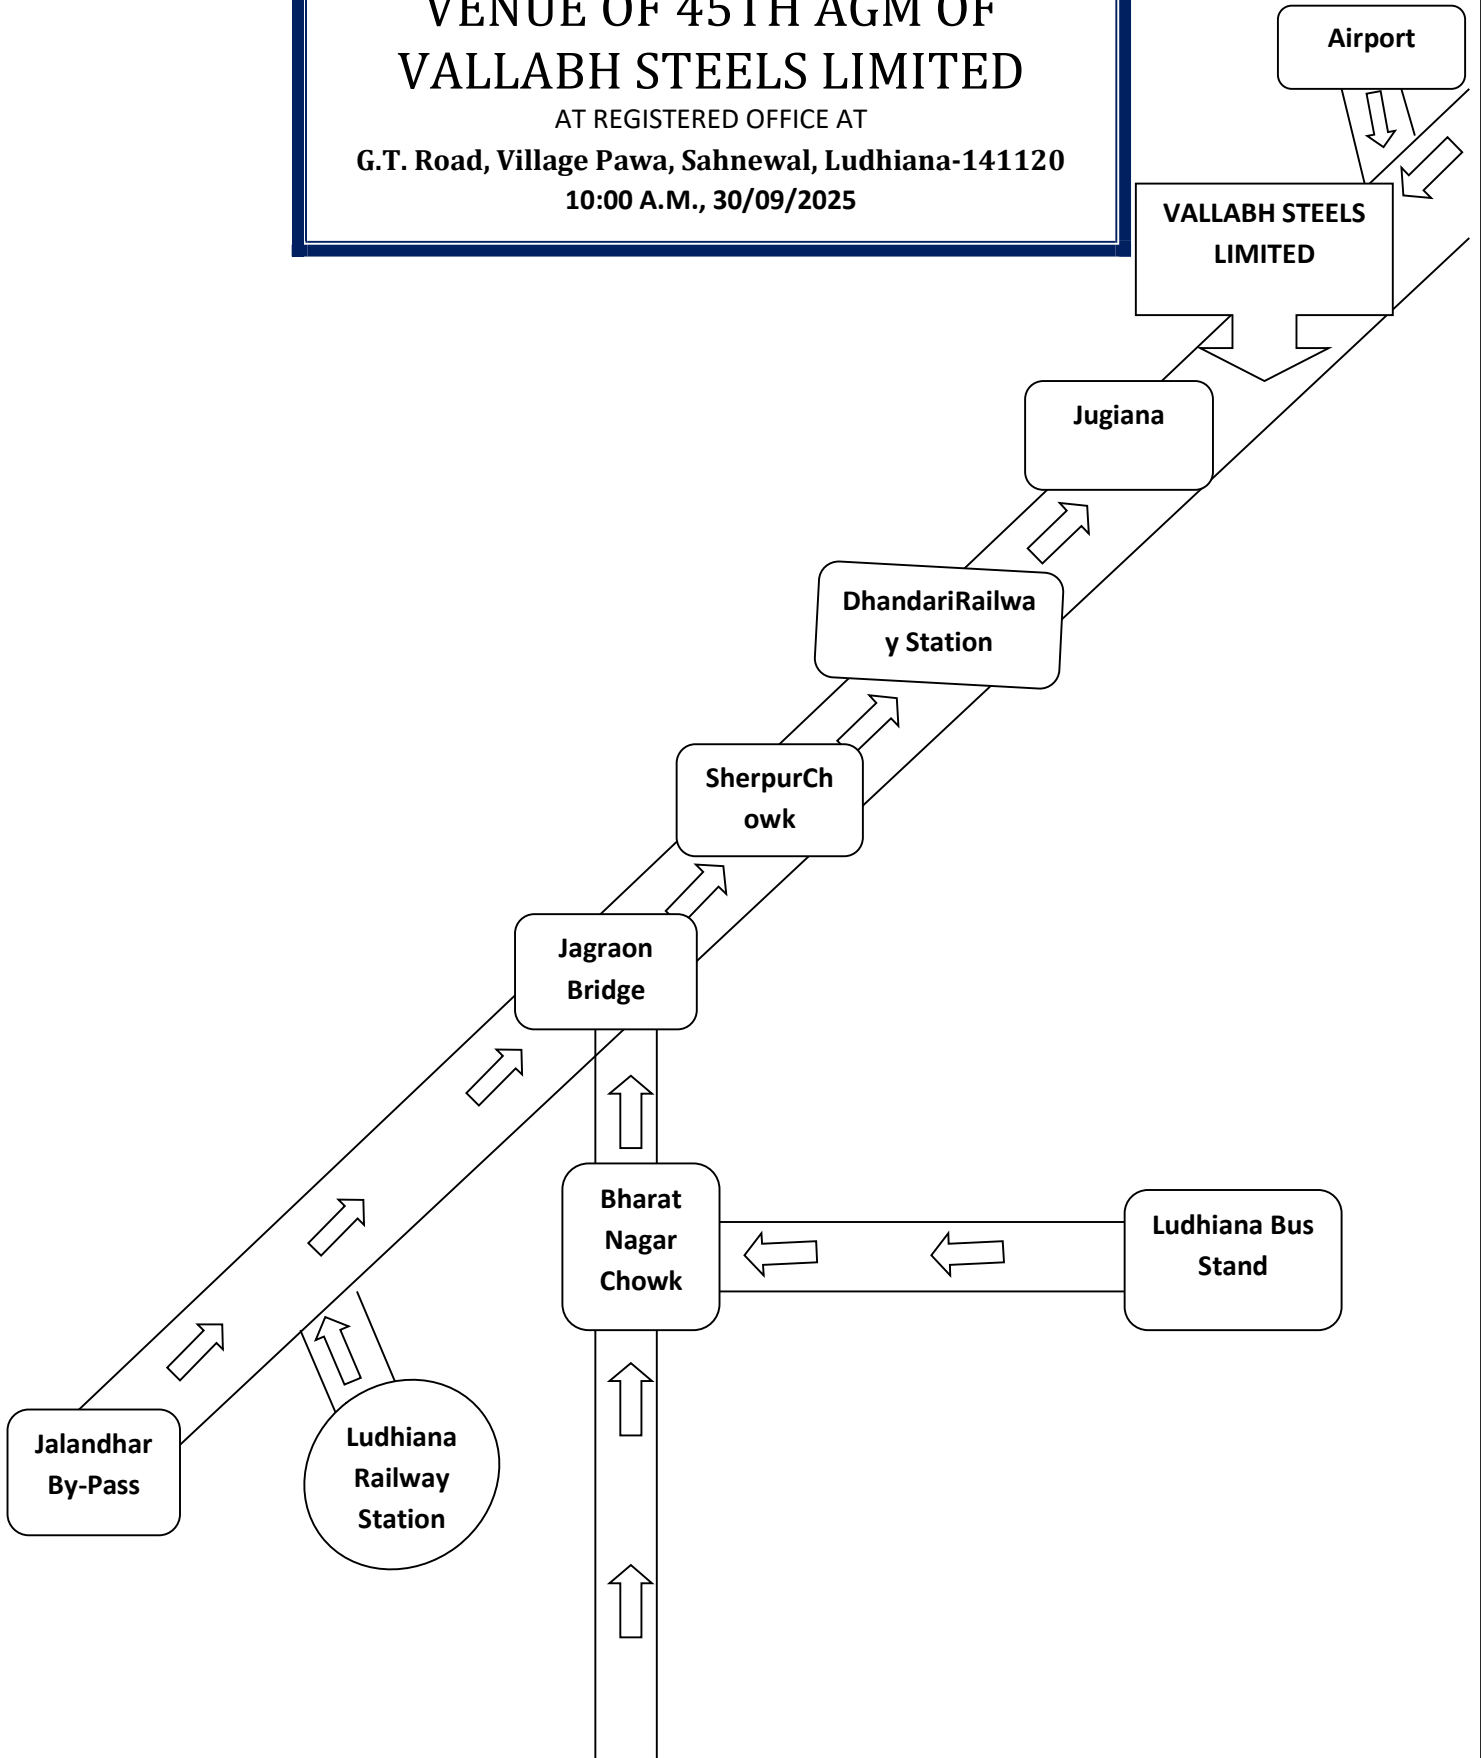 VENUE OF 45TH AGM OF
VALLABH STEELS LIMITED
AT REGISTERED OFFICE AT
G.T. Road, Village Pawa, Sahnewal, Ludhiana-141120
10:00 A.M., 30/09/2025
Airport
VALLABH STEELS
LIMITED
Jugiana
DhandariRailwa
y Station
SherpurCh
owk
Jagraon
Bridge
Bharat
Nagar
Chowk
Ludhiana Bus
Stand
Jalandhar
By-Pass
Ludhiana
Railway
Station